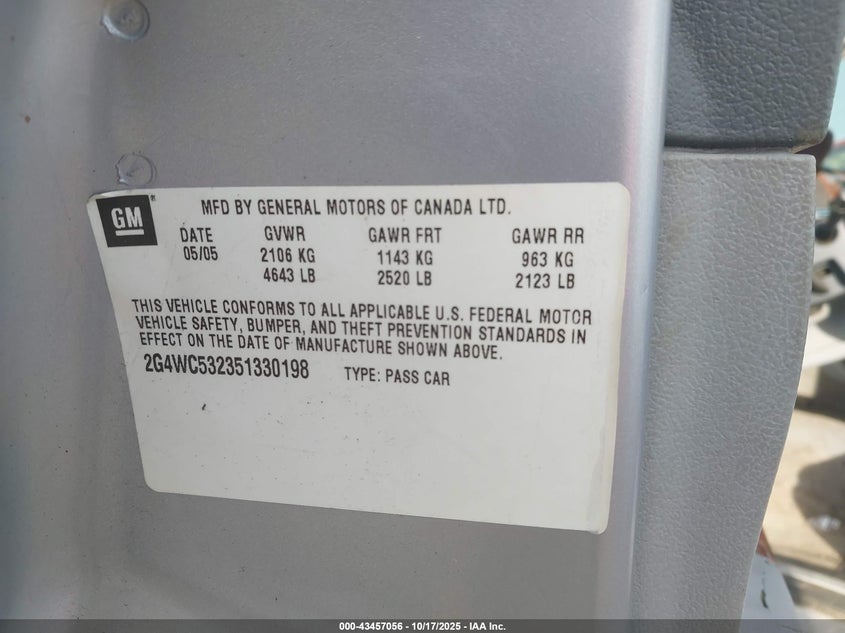 GM
MFD BY GENERAL MOTORS OF CANADA LTD.
DATE GVWR GAWR FRT GAWR RR
05/05 2106 KG 1143 KG 963 KG
4643 LB 2520 LB 2123 LB
THIS VEHICLE CONFORMS TO ALL APPLICABLE U.S. FEDERAL MOTOR
VEHICLE SAFETY, BUMPER, AND THEFT PREVENTION STANDARDS IN
EFFECT ON THE DATE OF MANUFACTURE SHOWN ABOVE.
2G4WC532351330198 TYPE: PASS CAR
000-43457056 - 10/17/2025 - IAA Inc.